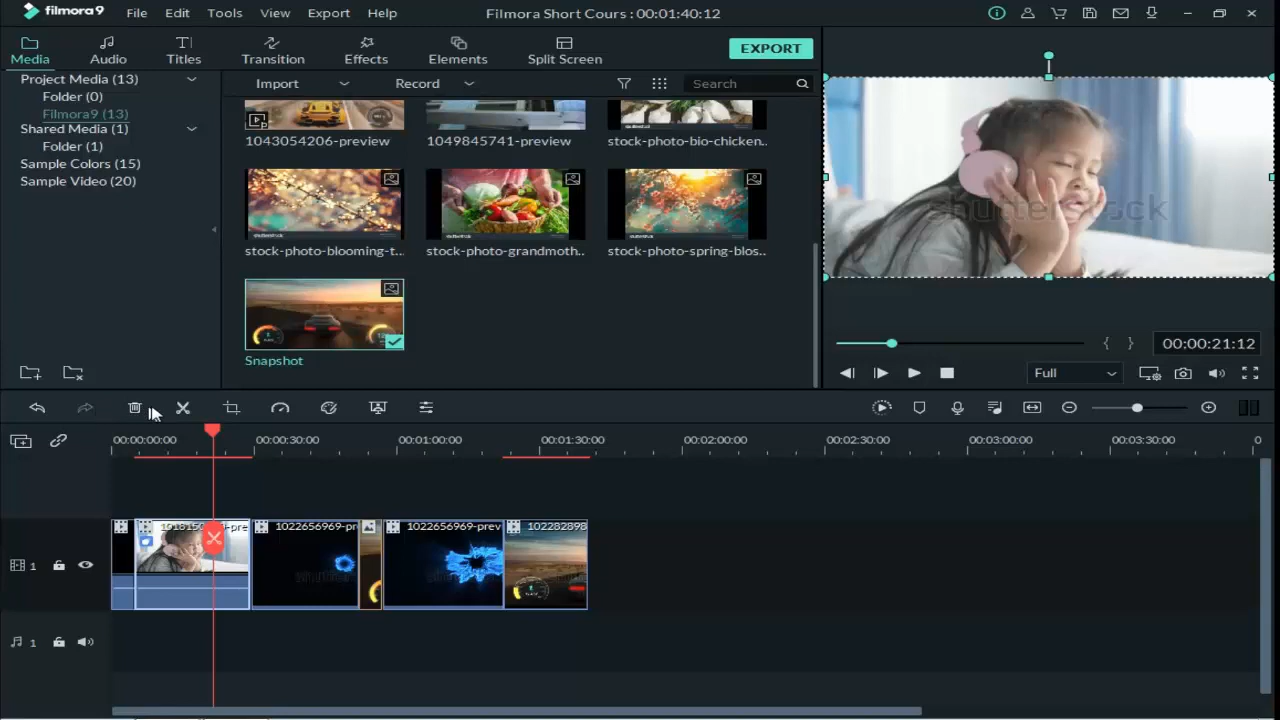 filmora9 File Edit Tools View Export Help Filmora Short Cours : 00:01:40:12
Media Audio Titles Transition Effects Elements Split Screen EXPORT
Project Media (13)
Folder (0)
Filmora9 (13)
Shared Media (1)
Folder (1)
Sample Colors (15)
Sample Video (20)
Import Record Search
1043054206-preview 1049845741-preview stock-photo-bio-chicken..
stock-photo-blooming-t... stock-photo-grandmoth.. stock-photo-spring-blos..
Snapshot
shutterstock
00:00:21:12
Full
00:00:00:00 00:00:30:00 00:01:00:00 00:01:30:00 00:02:00:00 00:02:30:00 00:03:00:00 00:03:30:00 0
1022656969-pr 1022656969-prev 102282898
1
1